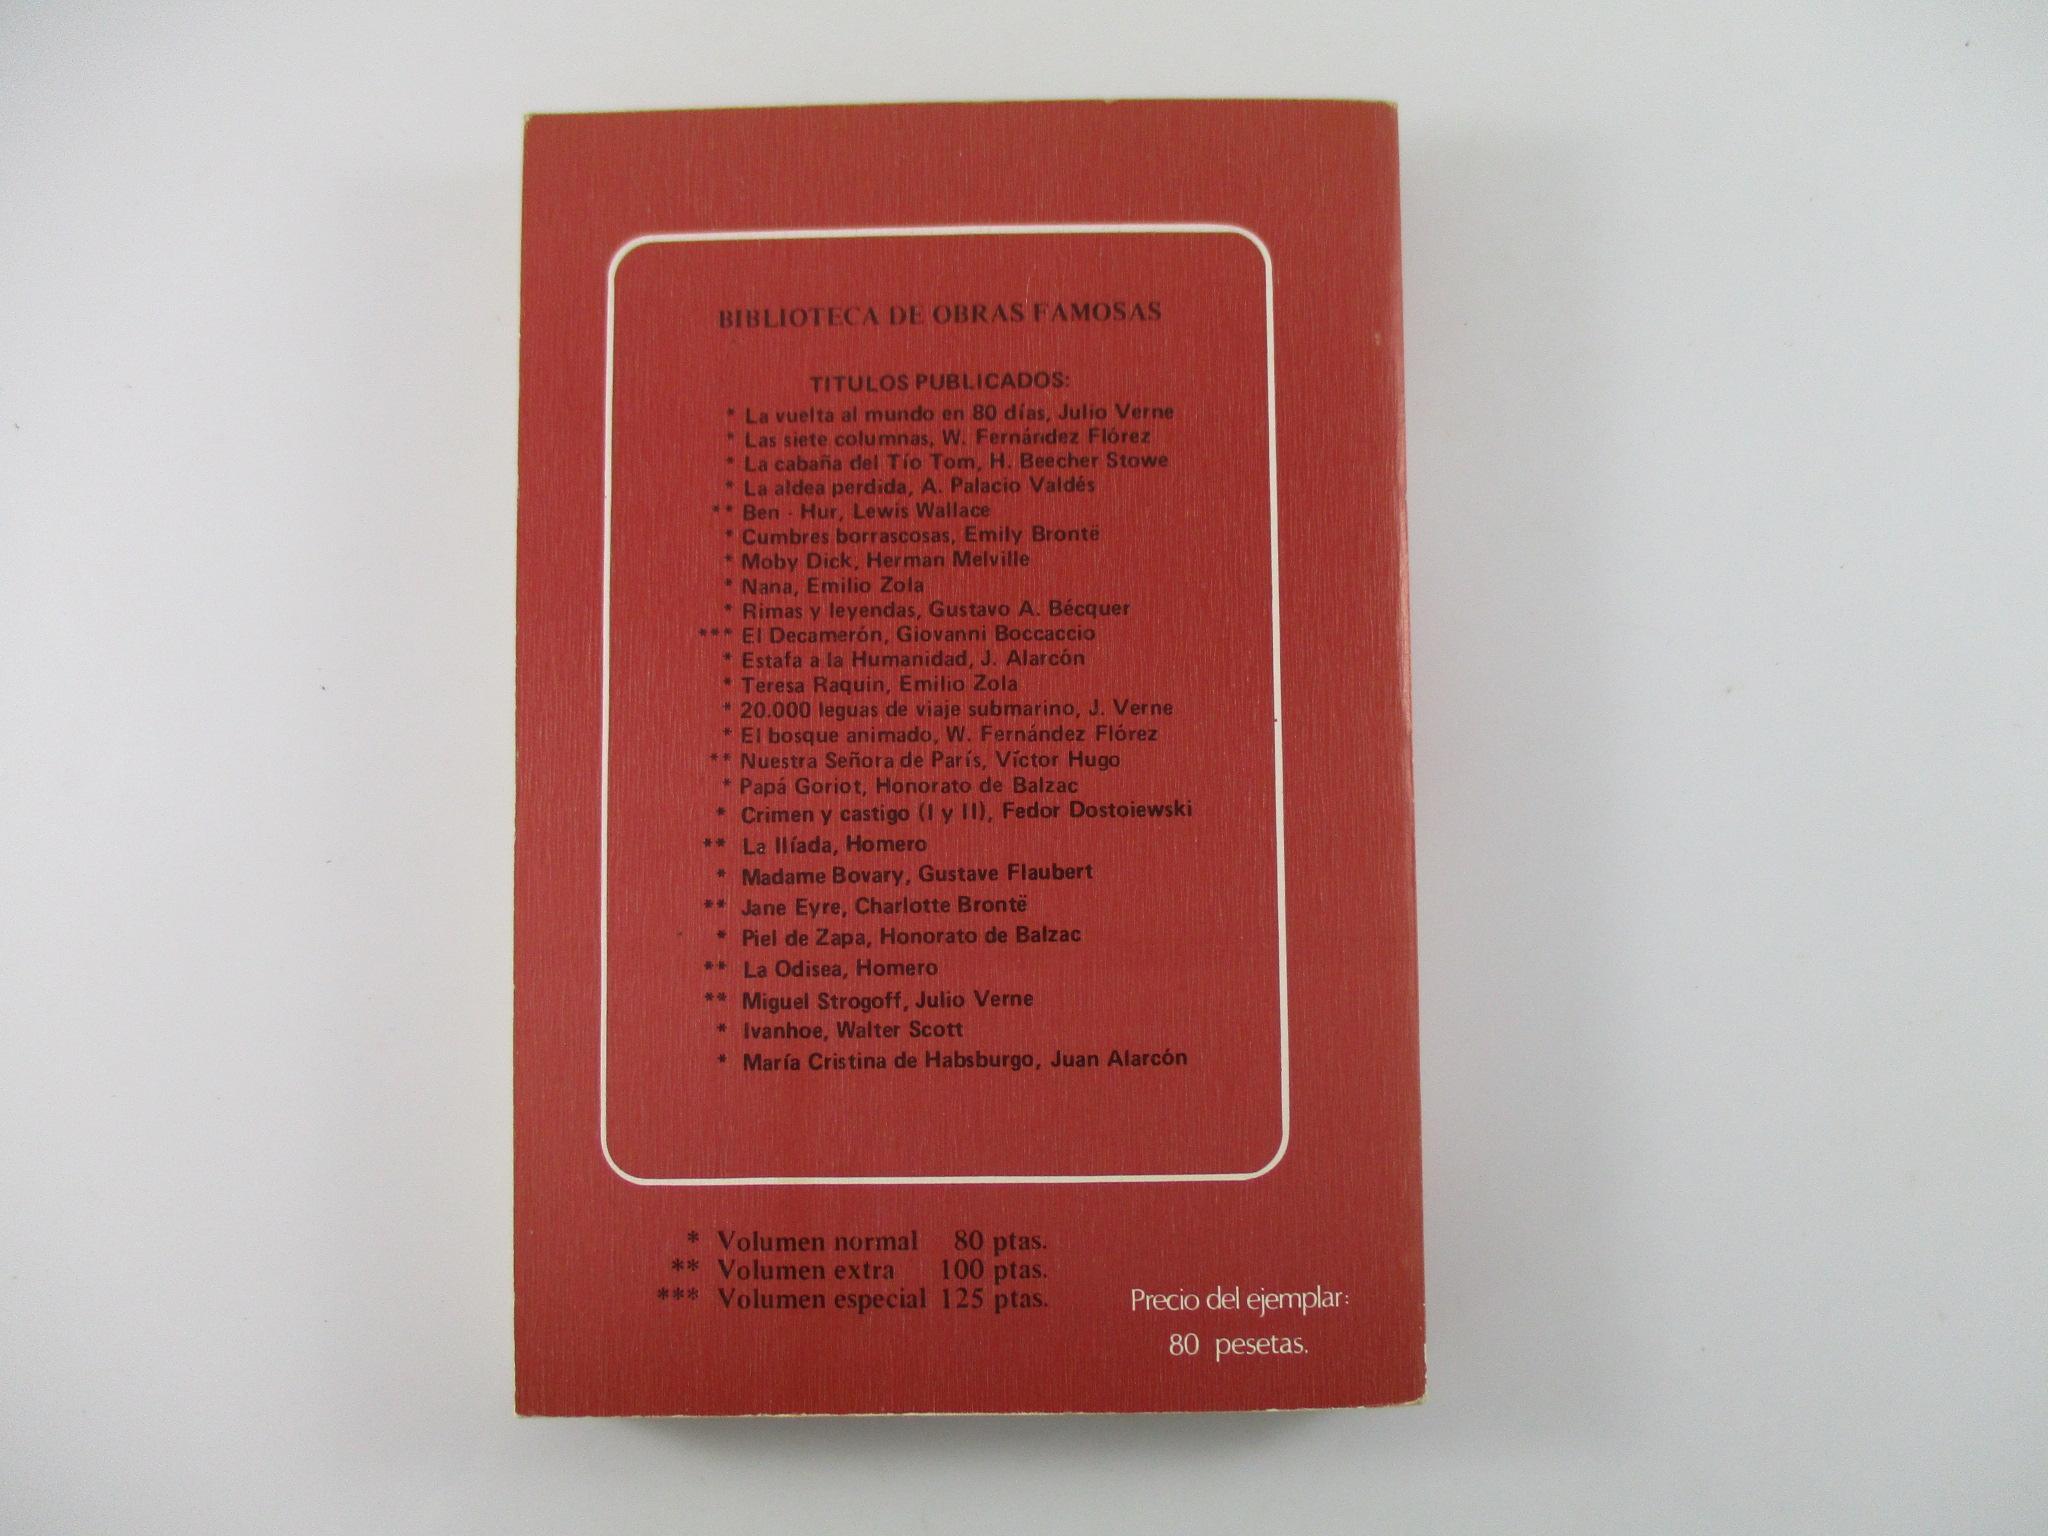 BIBLIOTECA DE OBRAS FAMOSAS
TITULOS PUBLICADOS:
* La vuelta al mundo en 80 días, Julio Verne
* Las siete columnas, W. Fernández Flórez
* La cabaña del Tío Tom, H. Beecher Stowe
* La aldea perdida, A. Palacio Valdés
** Ben - Hur, Lewis Wallace
* Cumbres borrascosas, Emily Brontë
* Moby Dick, Herman Melville
* Nana, Emilio Zola
* Rimas y leyendas, Gustavo A. Bécquer
*** El Decamerón, Giovanni Boccaccio
* Estafa a la Humanidad, J. Alarcón
* Teresa Raquin, Emilio Zola
* 20.000 leguas de viaje submarino, J. Verne
* El bosque animado, W. Fernández Flórez
** Nuestra Señora de París, Víctor Hugo
* Papá Goriot, Honorato de Balzac
* Crimen y castigo (I y II), Fedor Dostoiewski
** La Ilíada, Homero
* Madame Bovary, Gustave Flaubert
** Jane Eyre, Charlotte Brontë
* Piel de Zapa, Honorato de Balzac
** La Odisea, Homero
** Miguel Strogoff, Julio Verne
* Ivanhoe, Walter Scott
* María Cristina de Habsburgo, Juan Alarcón
* Volumen normal 80 ptas.
** Volumen extra 100 ptas.
*** Volumen especial 125 ptas.
Precio del ejemplar:
80 pesetas.